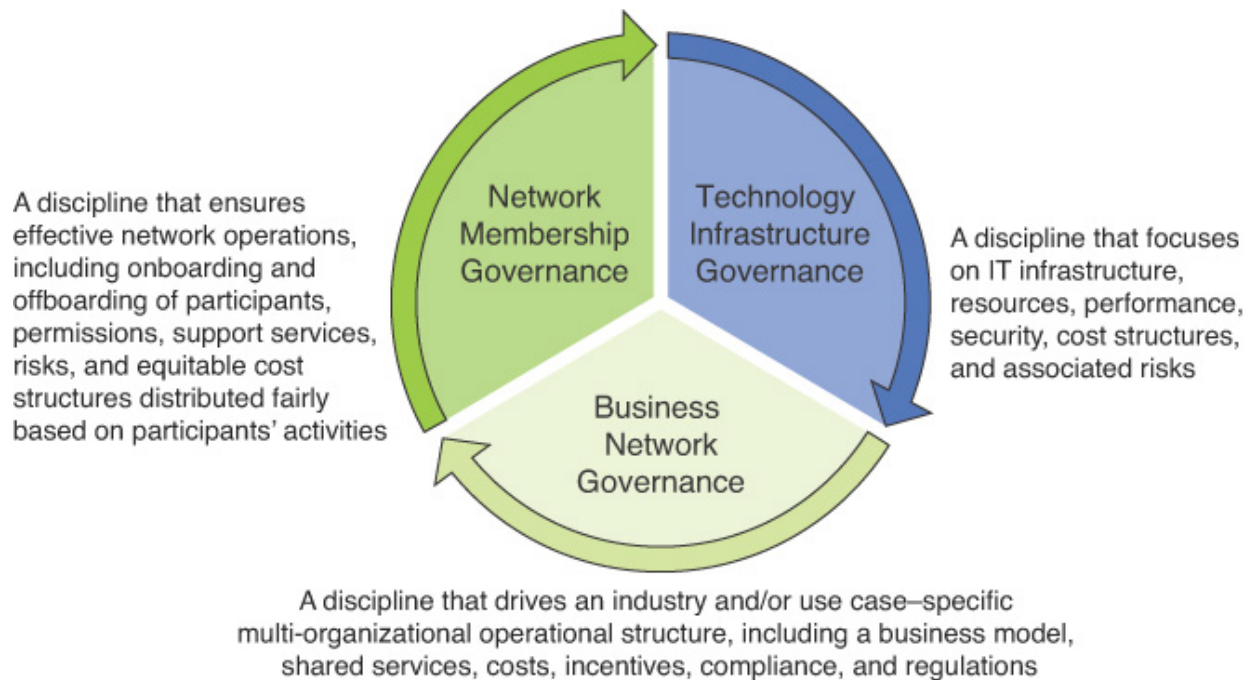 Network
Membership
Governance
Technology
Infrastructure
Governance
Business
Network
Governance
A discipline that ensures
effective network operations,
including onboarding and
offboarding of participants,
permissions, support services,
risks, and equitable cost
structures distributed fairly
based on participants’ activities
A discipline that focuses
on IT infrastructure,
resources, performance,
security, cost structures,
and associated risks
A discipline that drives an industry and/or use case–specific
multi-organizational operational structure, including a business model,
shared services, costs, incentives, compliance, and regulations